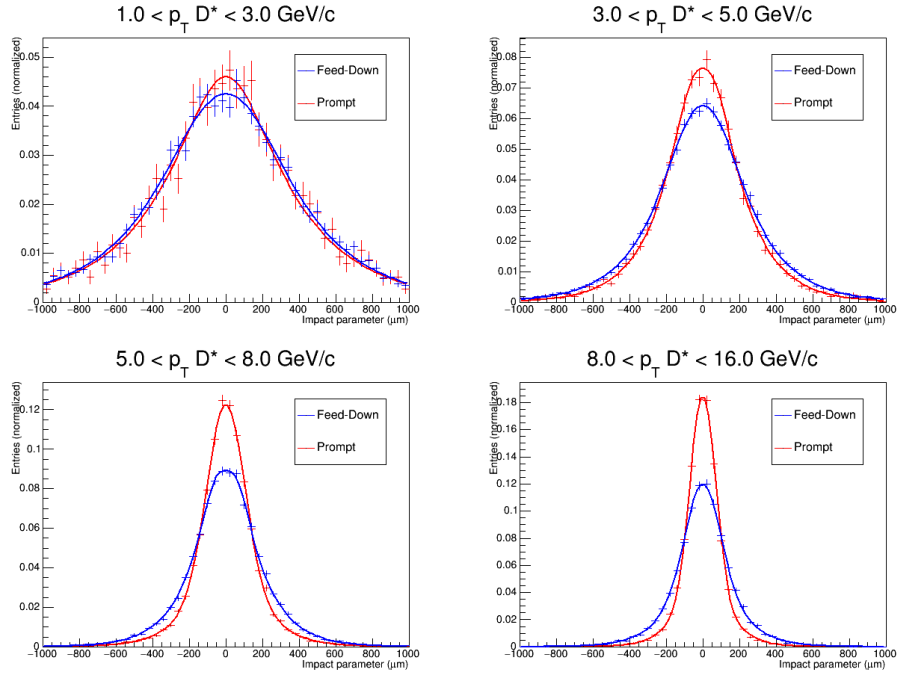 1.0 < p_T D* < 3.0 GeV/c
Entries (normalized)
0.05
0.04
0.03
0.02
0.01
0
Feed-Down
Prompt
−1000 −800 −600 −400 −200 0 200 400 600 800 1000
Impact parameter (μm)
3.0 < p_T D* < 5.0 GeV/c
Entries (normalized)
0.08
0.07
0.06
0.05
0.04
0.03
0.02
0.01
0
Feed-Down
Prompt
−1000 −800 −600 −400 −200 0 200 400 600 800 1000
Impact parameter (μm)
5.0 < p_T D* < 8.0 GeV/c
Entries (normalized)
0.12
0.1
0.08
0.06
0.04
0.02
0
Feed-Down
Prompt
−1000 −800 −600 −400 −200 0 200 400 600 800 1000
Impact parameter (μm)
8.0 < p_T D* < 16.0 GeV/c
Entries (normalized)
0.18
0.16
0.14
0.12
0.1
0.08
0.06
0.04
0.02
0
Feed-Down
Prompt
−1000 −800 −600 −400 −200 0 200 400 600 800 1000
Impact parameter (μm)